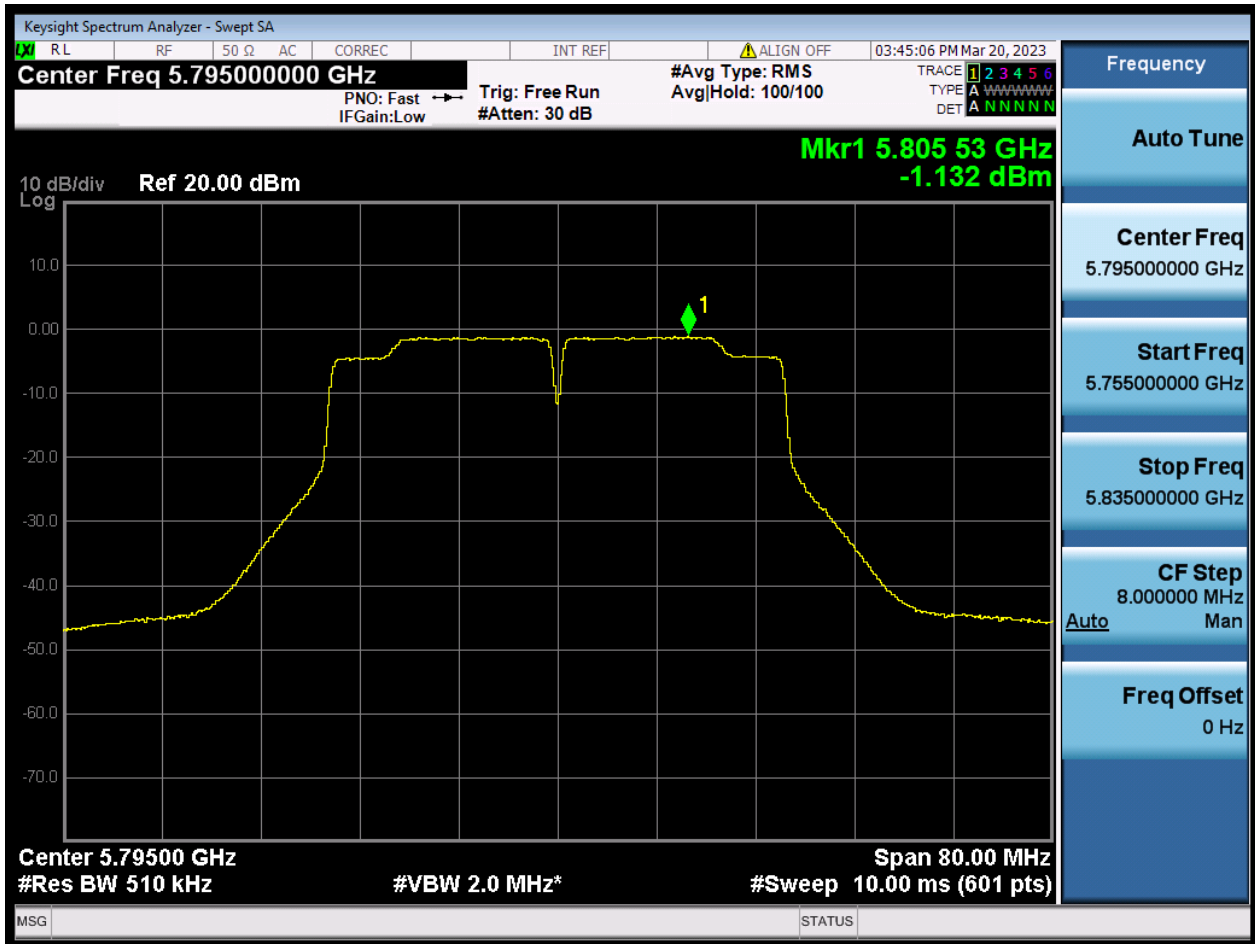 Keysight Spectrum Analyzer - Swept SA
LXI RL RF 50 Ω AC CORREC INT REF ALIGN OFF 03:45:06 PM Mar 20, 2023
Center Freq 5.795000000 GHz
PNO: Fast
IFGain:Low
Trig: Free Run
#Atten: 30 dB
#Avg Type: RMS
Avg|Hold: 100/100
TRACE 1 2 3 4 5 6
TYPE A WWWWW
DET A N N N N N
Mkr1 5.805 53 GHz
-1.132 dBm
10 dB/div Ref 20.00 dBm
Log
1
10.0
0.00
-10.0
-20.0
-30.0
-40.0
-50.0
-60.0
-70.0
Center 5.79500 GHz Span 80.00 MHz
#Res BW 510 kHz #VBW 2.0 MHz* #Sweep 10.00 ms (601 pts)
MSG STATUS
Frequency
Auto Tune
Center Freq
5.795000000 GHz
Start Freq
5.755000000 GHz
Stop Freq
5.835000000 GHz
CF Step
8.000000 MHz
Auto Man
Freq Offset
0 Hz